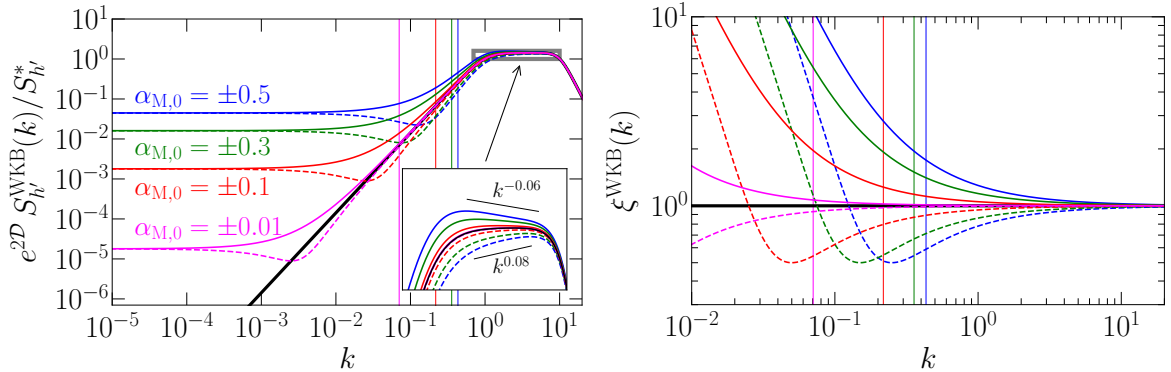 e^{2𝒟} S_{h'}^{WKB}(k)/S_{h'}^{*}
10^1
10^0
10^{-1}
10^{-2}
10^{-3}
10^{-4}
10^{-5}
10^{-6}
α_{M,0} = ±0.5
α_{M,0} = ±0.3
α_{M,0} = ±0.1
α_{M,0} = ±0.01
k^{-0.06}
k^{0.08}
10^{-5} 10^{-4} 10^{-3} 10^{-2} 10^{-1} 10^0 10^1
k
ξ^{WKB}(k)
10^1
10^0
10^{-2} 10^{-1} 10^0 10^1
k